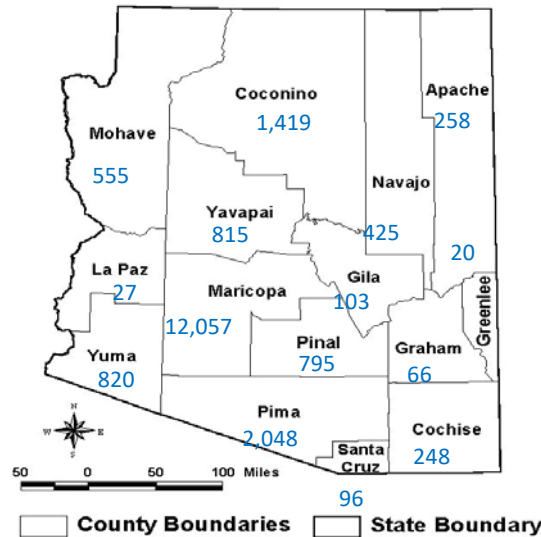 Coconino
1,419
Apache
258
Mohave
555
Navajo
425
Yavapai
815
20
La Paz
27
Maricopa
12,057
Gila
103
Greenlee
Yuma
820
Pinal
795
Graham
66
Pima
2,048
Cochise
248
Santa
Cruz
96
N
W E
S
50 0 50 100 Miles
County Boundaries State Boundary